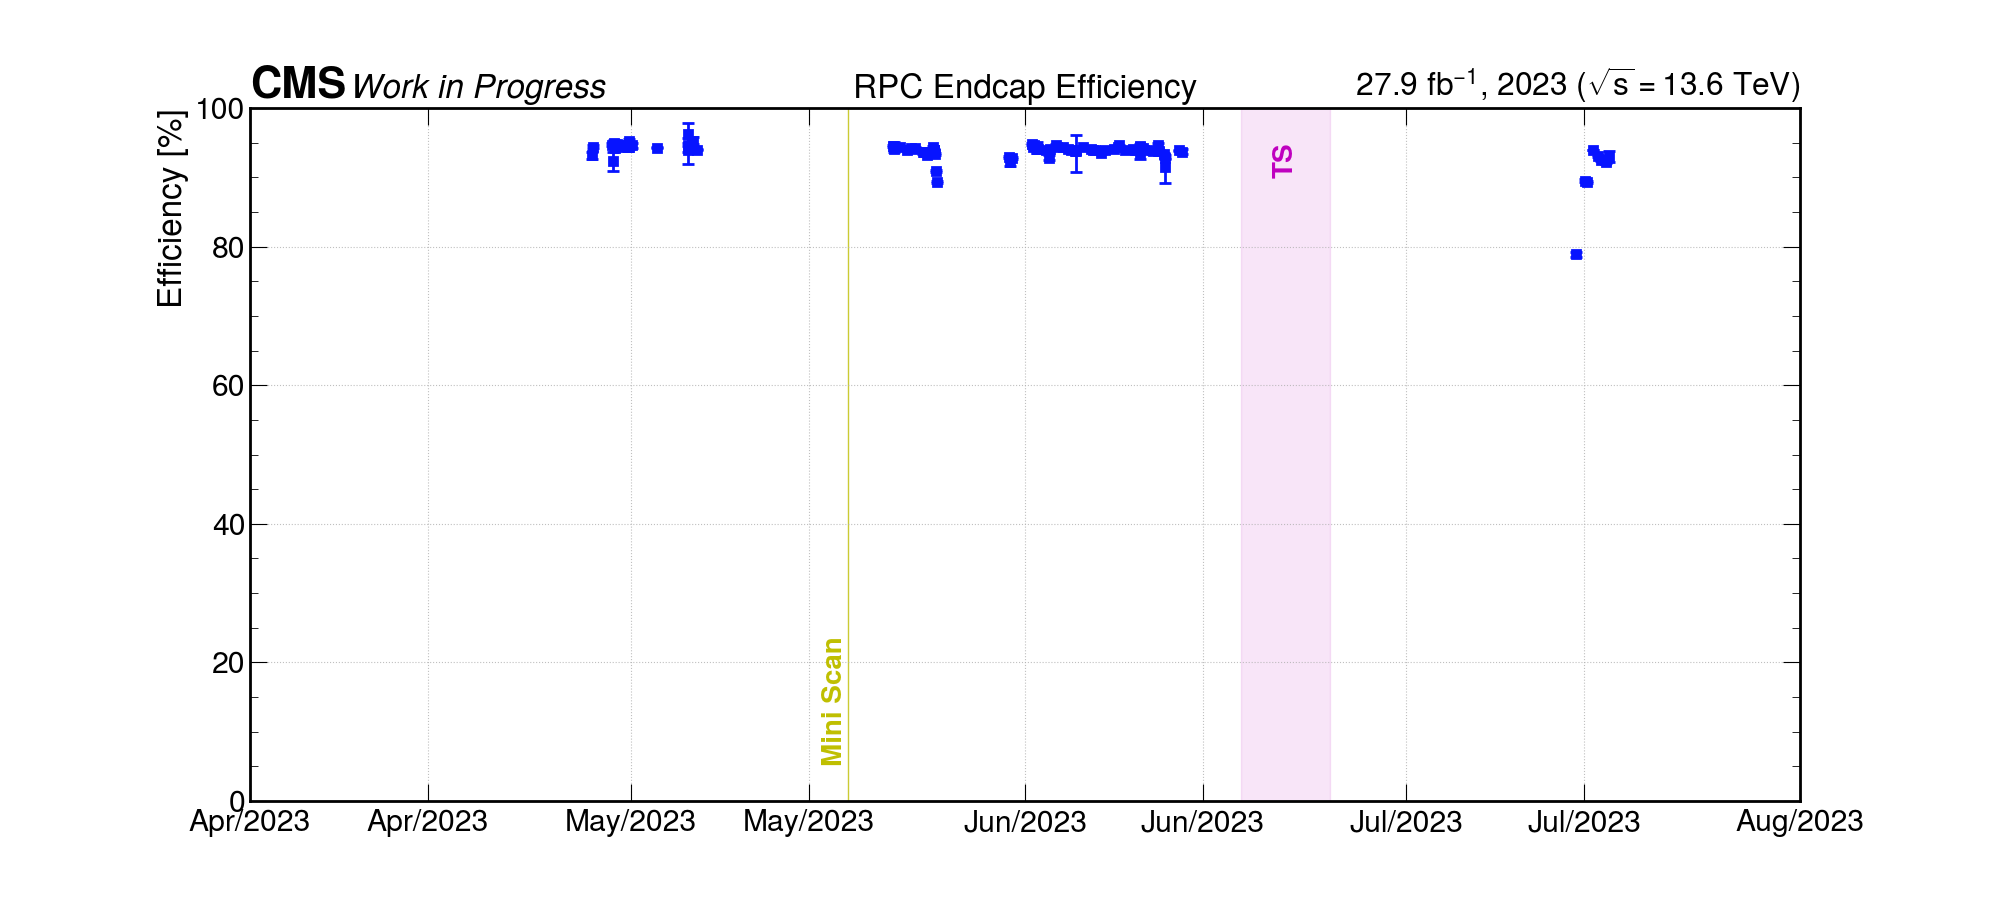 CMS Work in Progress RPC Endcap Efficiency 27.9 fb⁻¹, 2023 (√s = 13.6 TeV)
Efficiency [%]
100
80
60
40
20
0
TS
Mini Scan
Apr/2023 Apr/2023 May/2023 May/2023 Jun/2023 Jun/2023 Jul/2023 Jul/2023 Aug/2023